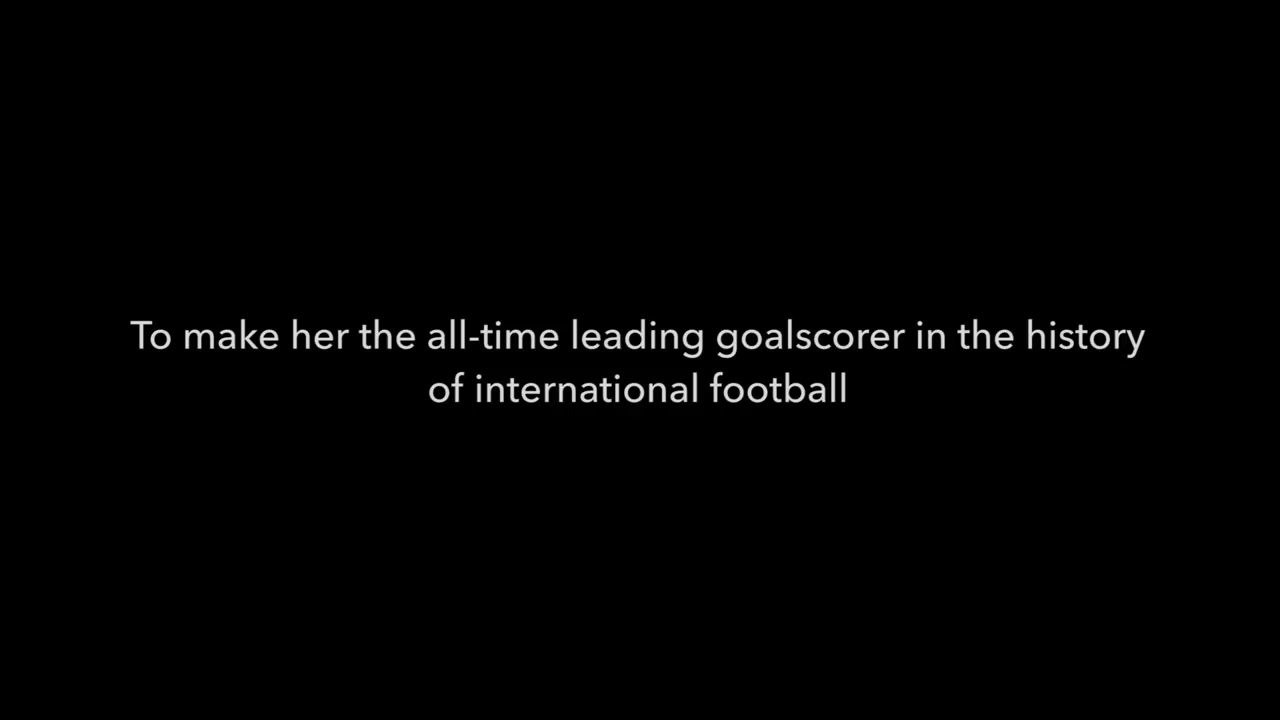 To make her the all-time leading goalscorer in the history
of international football